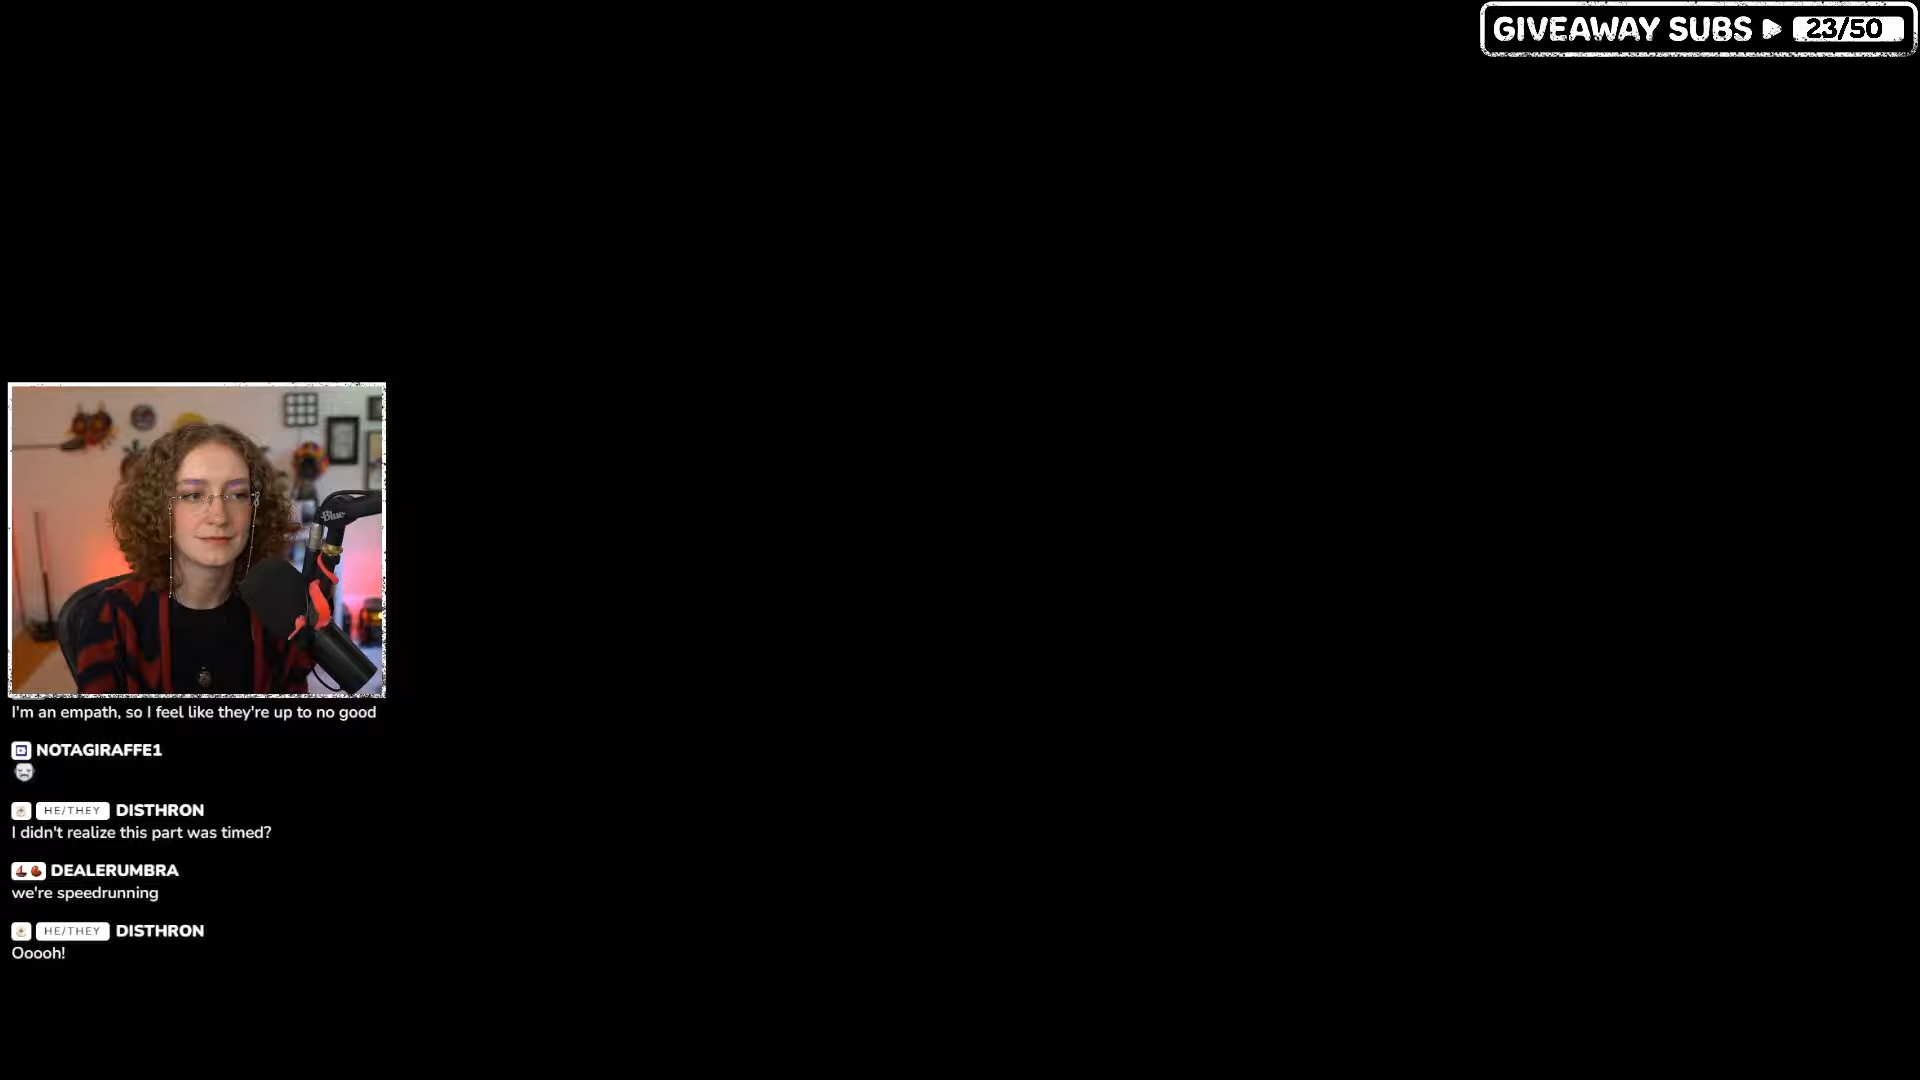 GIVEAWAY SUBS 23/50
Blue
I'm an empath, so I feel like they're up to no good
NOTAGIRAFFE1
HE/THEY DISTHRON
I didn't realize this part was timed?
DEALERUMBRA
we're speedrunning
HE/THEY DISTHRON
Ooooh!